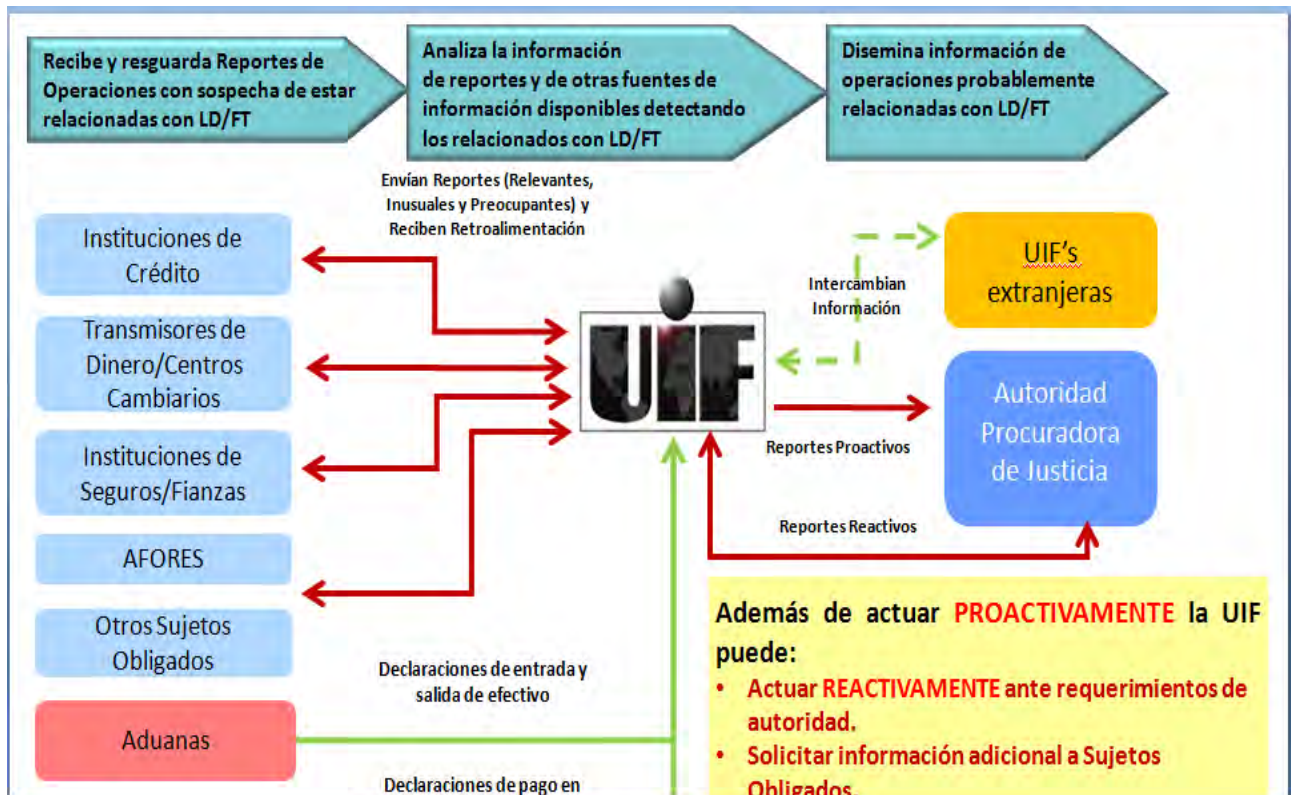 Recibe y resguarda Reportes de
Operaciones con sospecha de estar
relacionadas con LD/FT
Analiza la información
de reportes y de otras fuentes de
información disponibles detectando
los relacionados con LD/FT
Disemina información de
operaciones probablemente
relacionadas con LD/FT
Envían Reportes (Relevantes,
Inusuales y Preocupantes) y
Reciben Retroalimentación
Instituciones de
Crédito
Transmisores de
Dinero/Centros
Cambiarios
Instituciones de
Seguros/Fianzas
AFORES
Otros Sujetos
Obligados
Aduanas
UIF
Intercambian
Información
UIF's
extranjeras
Autoridad
Procuradora
de Justicia
Reportes Proactivos
Reportes Reactivos
Declaraciones de entrada y
salida de efectivo
Declaraciones de pago en
Además de actuar PROACTIVAMENTE la UIF
puede:
• Actuar REACTIVAMENTE ante requerimientos de
autoridad.
• Solicitar información adicional a Sujetos
Obligados.